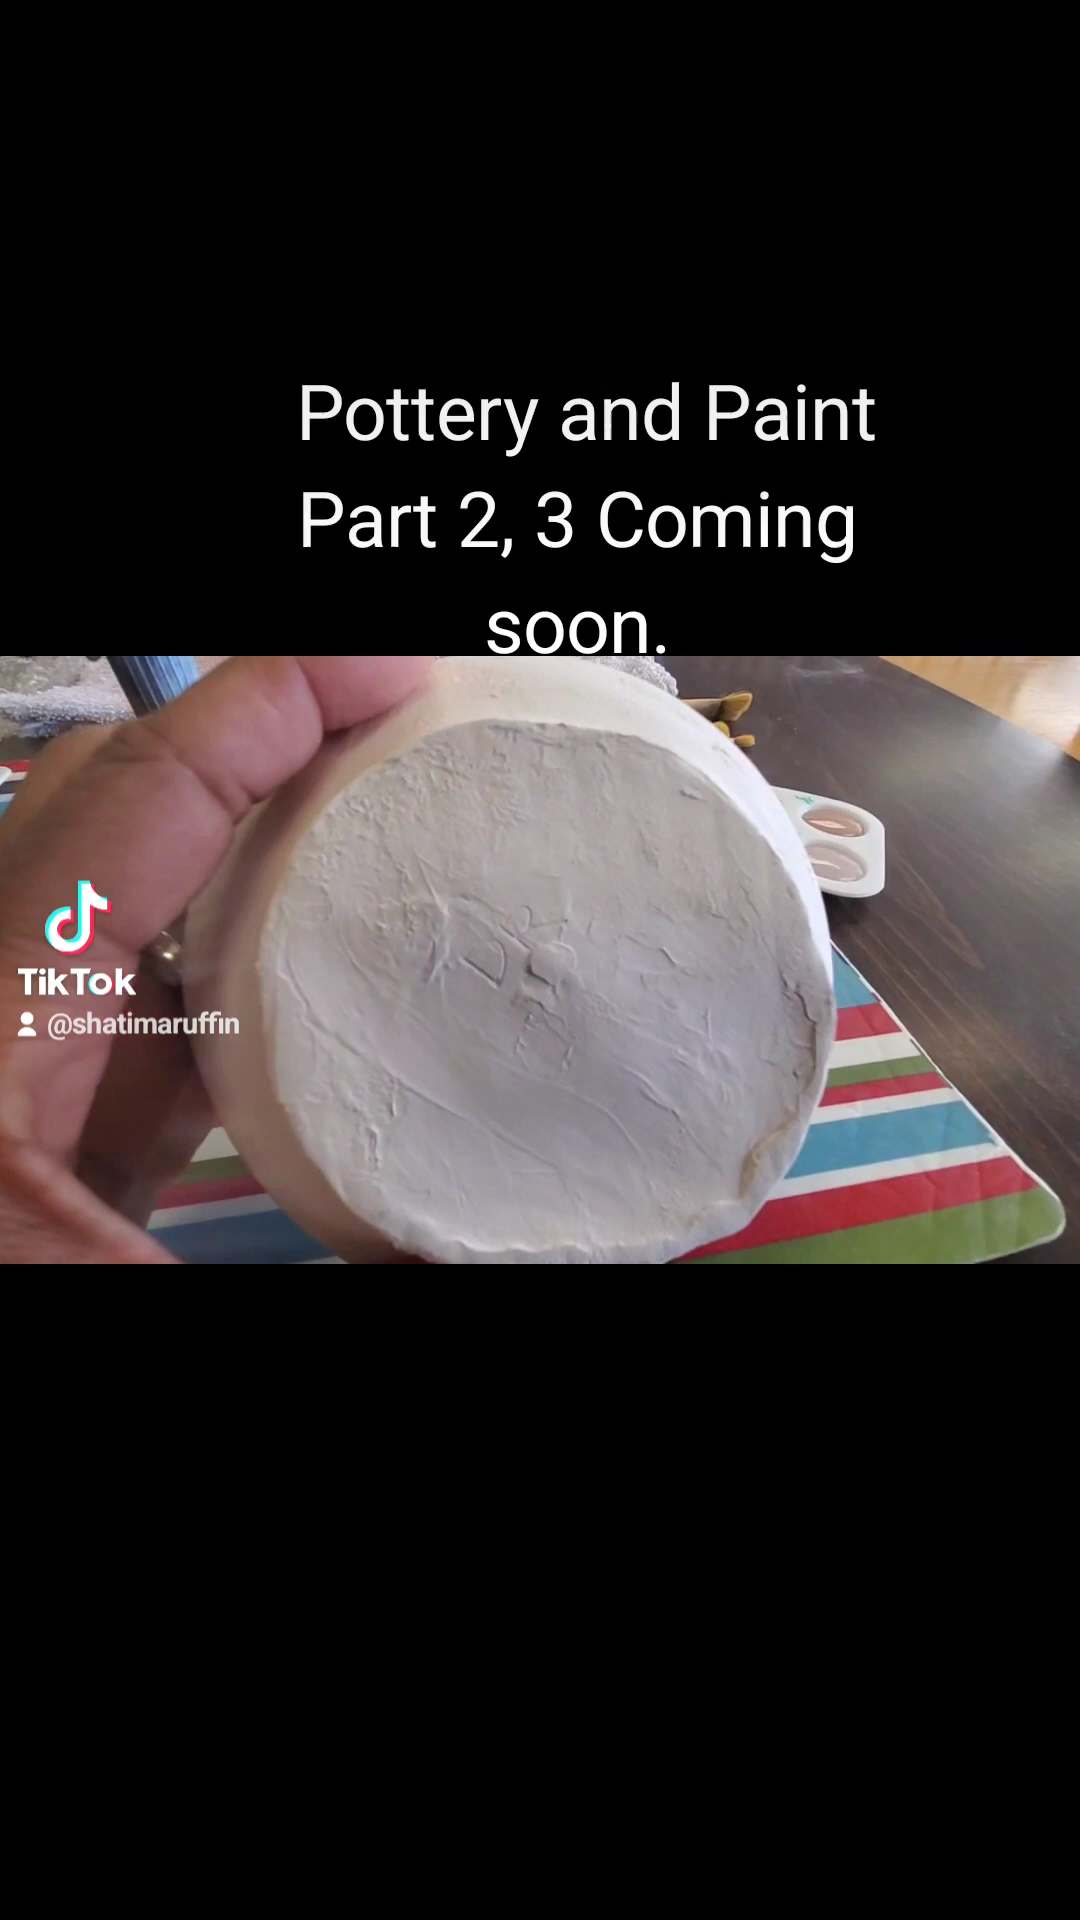 Pottery and Paint
Part 2, 3 Coming
soon.
TikTok
@shatimaruffin